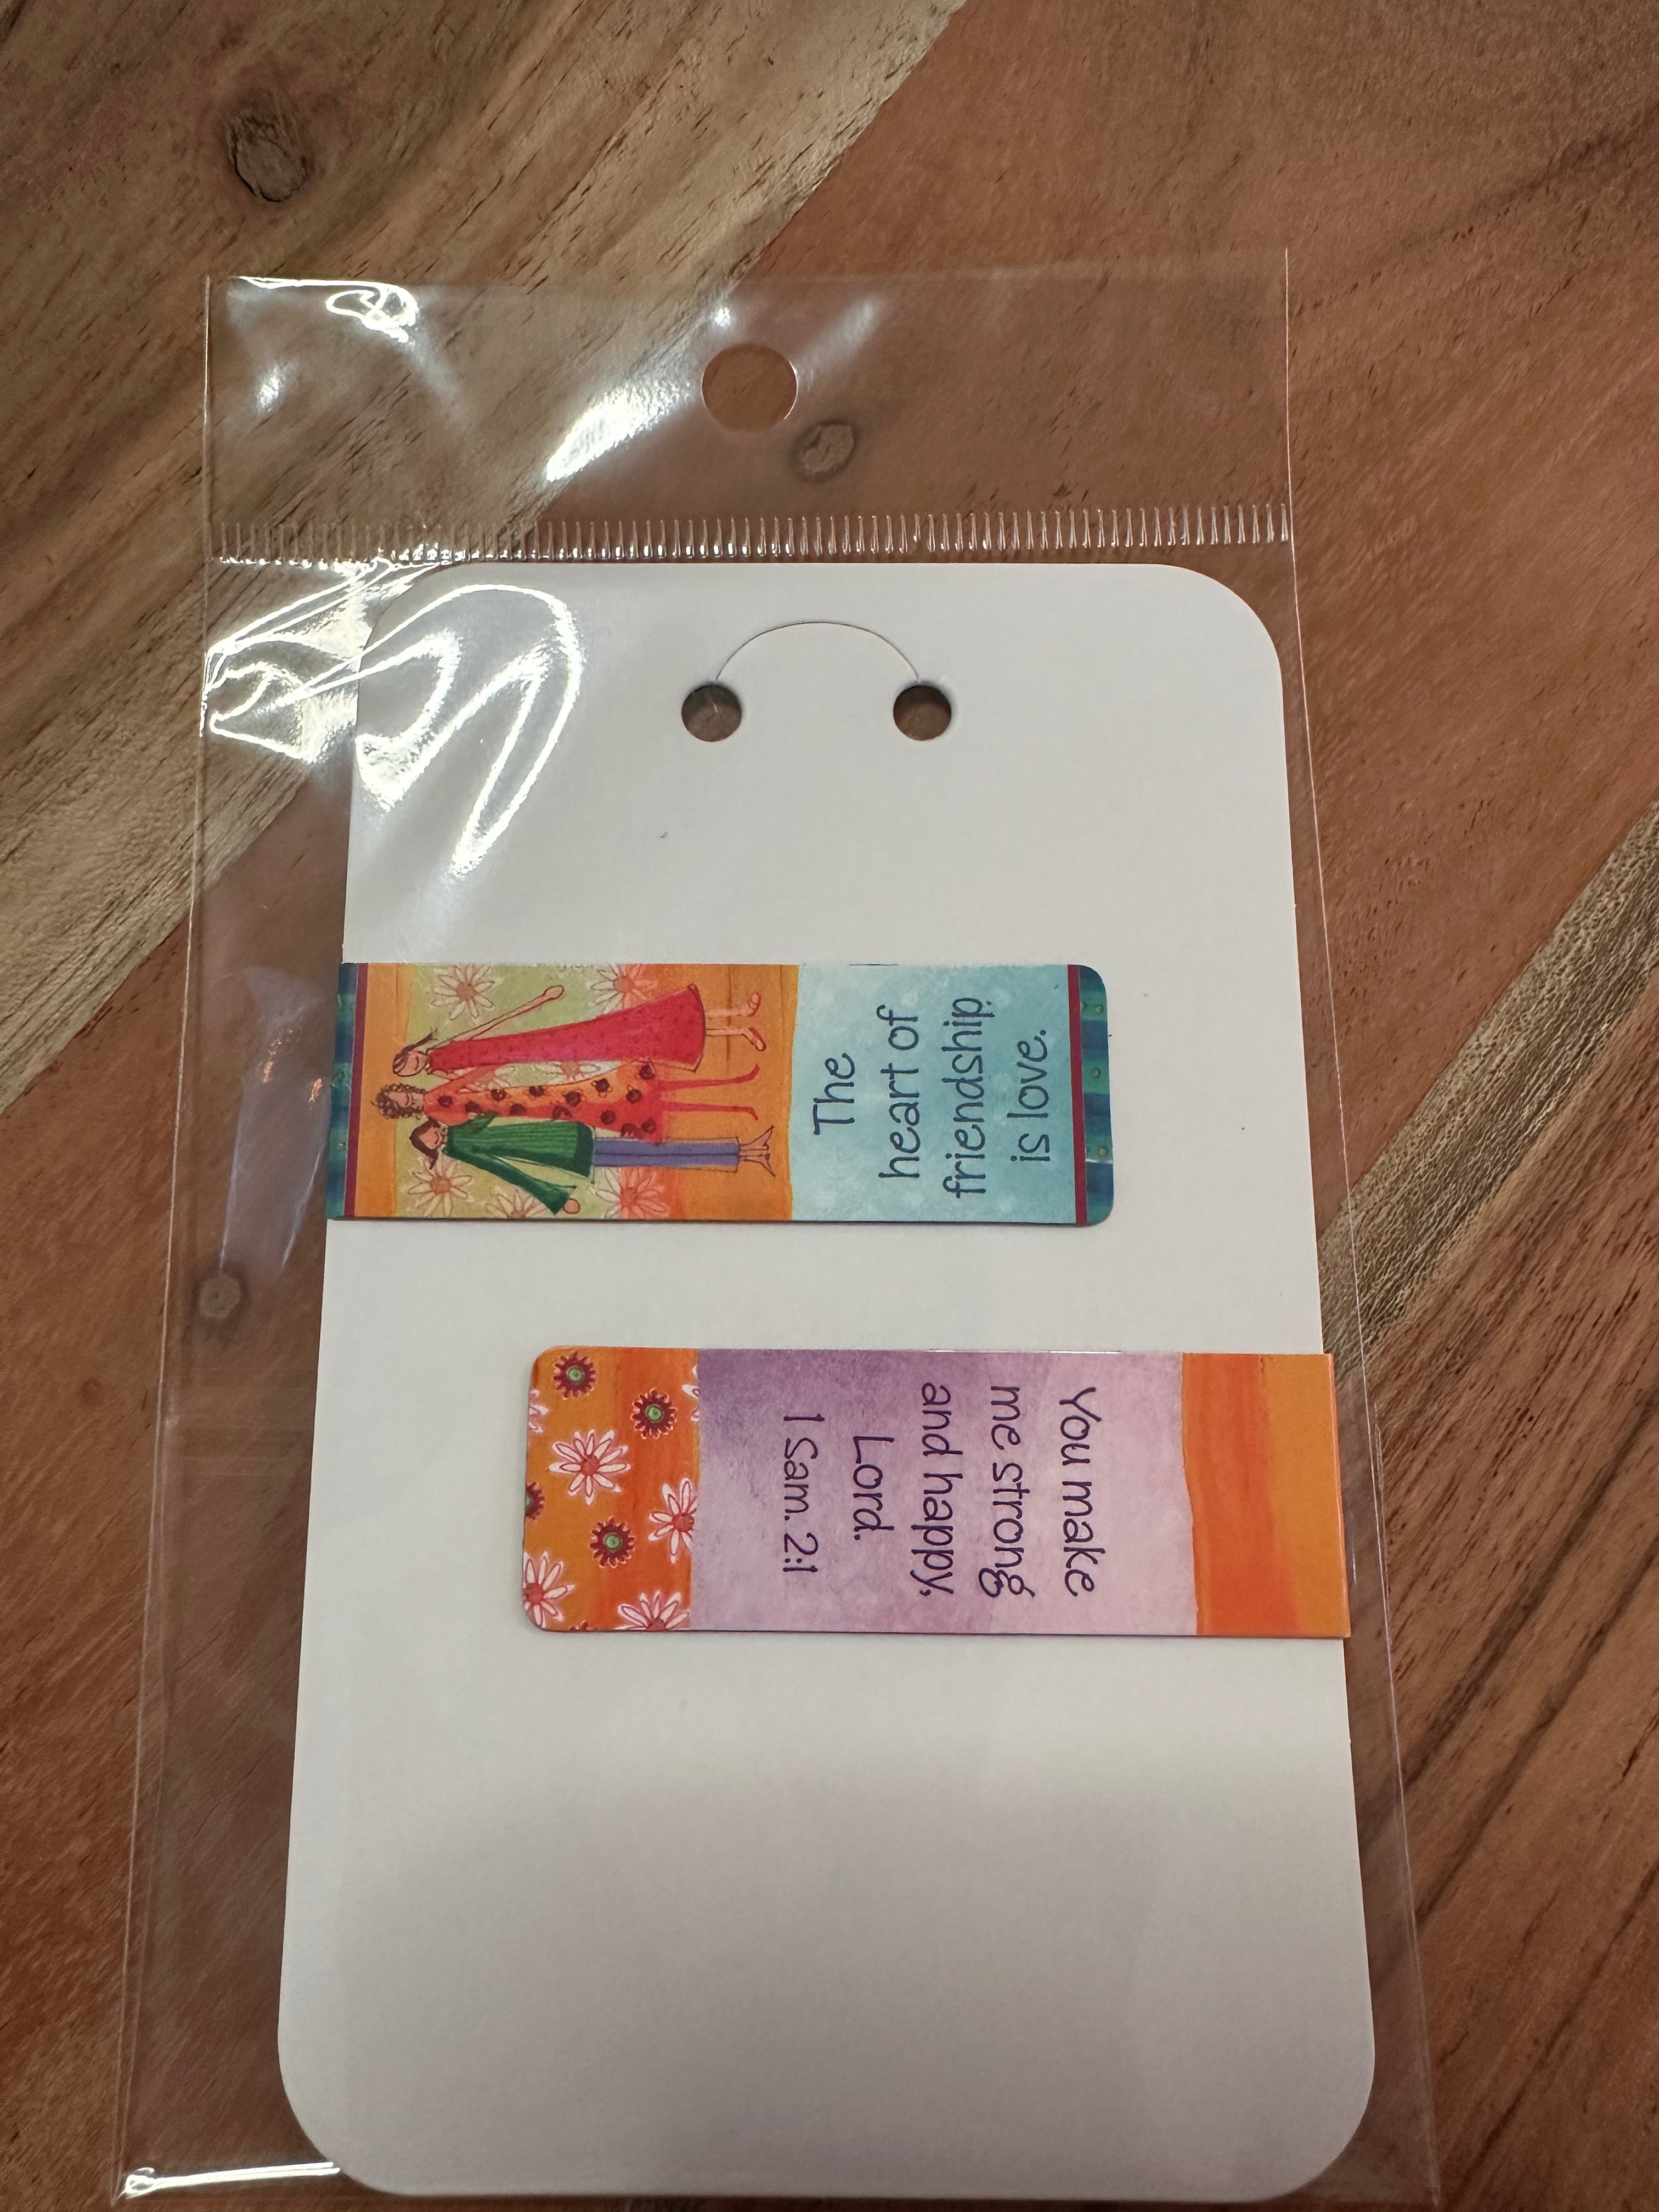 The
heart of
friendship
is love.
You make
me strong
and happy,
Lord.
1 Sam. 2:1